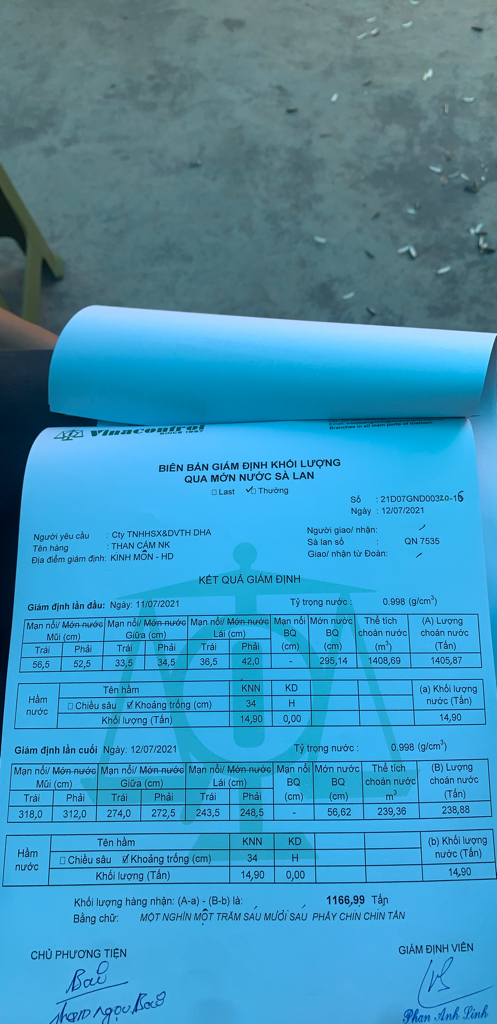 Vinacontrol
SINCE 1957
BIÊN BẢN GIÁM ĐỊNH KHỐI LƯỢNG
QUA MỚN NƯỚC SÀ LAN
Last Thường
Số : 21D07GND00320-16
Ngày : 12/07/2021
Người yêu cầu : Cty TNHHSX&DVTH DHA
Người giao/ nhận:
Tên hàng : THAN CÁM NK
Sà lan số : QN 7535
Địa điểm giám định: KINH MÔN - HD
Giao/ nhận từ Đoàn:
KẾT QUẢ GIÁM ĐỊNH
Giám định lần đầu: Ngày: 11/07/2021 Tỷ trọng nước : 0.998 (g/cm³)
Mạn nổi/ Mớn nước Mũi (cm) Mạn nổi/ Mớn nước Giữa (cm) Mạn nổi/ Mớn nước Lái (cm) Mạn nổi BQ (cm) Mớn nước BQ (cm) Thể tích choán nước (m³) (A) Lượng choán nước (Tấn)
Trái Phải Trái Phải Trái Phải
56,5 52,5 33,5 34,5 36,5 42,0 - 295,14 1408,69 1405,87
Hầm nước Tên hầm KNN KD (a) Khối lượng nước (Tấn)
Chiều sâu Khoảng trống (cm) 34 H
Khối lượng (Tấn) 14,90 0,00 14,90
Giám định lần cuối Ngày: 12/07/2021 Tỷ trọng nước : 0.998 (g/cm³)
Mạn nổi/ Mớn nước Mũi (cm) Mạn nổi/ Mớn nước Giữa (cm) Mạn nổi/ Mớn nước Lái (cm) Mạn nổi BQ (cm) Mớn nước BQ (cm) Thể tích choán nước m³ (B) Lượng choán nước (Tấn)
Trái Phải Trái Phải Trái Phải
318,0 312,0 274,0 272,5 243,5 248,5 - 56,62 239,36 238,88
Hầm nước Tên hầm KNN KD (b) Khối lượng nước (Tấn)
Chiều sâu Khoảng trống (cm) 34 H
Khối lượng (Tấn) 14,90 0,00 14,90
Khối lượng hàng nhận: (A-a) - (B-b) là: 1166,99 Tấn
Bằng chữ: MỘT NGHÌN MỘT TRĂM SÁU MƯƠI SÁU PHẨY CHÍN CHÍN TẤN
CHỦ PHƯƠNG TIỆN
GIÁM ĐỊNH VIÊN
Phan Anh Linh